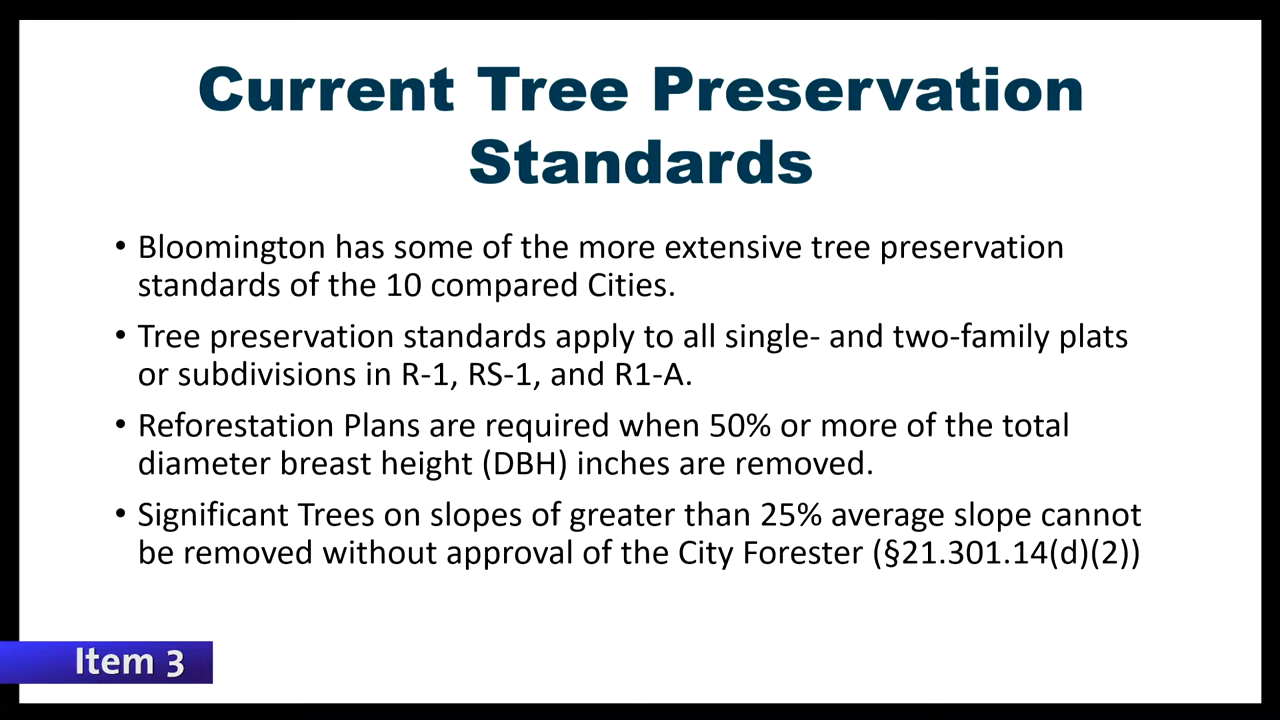 Current Tree Preservation
Standards
• Bloomington has some of the more extensive tree preservation
standards of the 10 compared Cities.
• Tree preservation standards apply to all single- and two-family plats
or subdivisions in R-1, RS-1, and R1-A.
• Reforestation Plans are required when 50% or more of the total
diameter breast height (DBH) inches are removed.
• Significant Trees on slopes of greater than 25% average slope cannot
be removed without approval of the City Forester (§21.301.14(d)(2))
Item 3